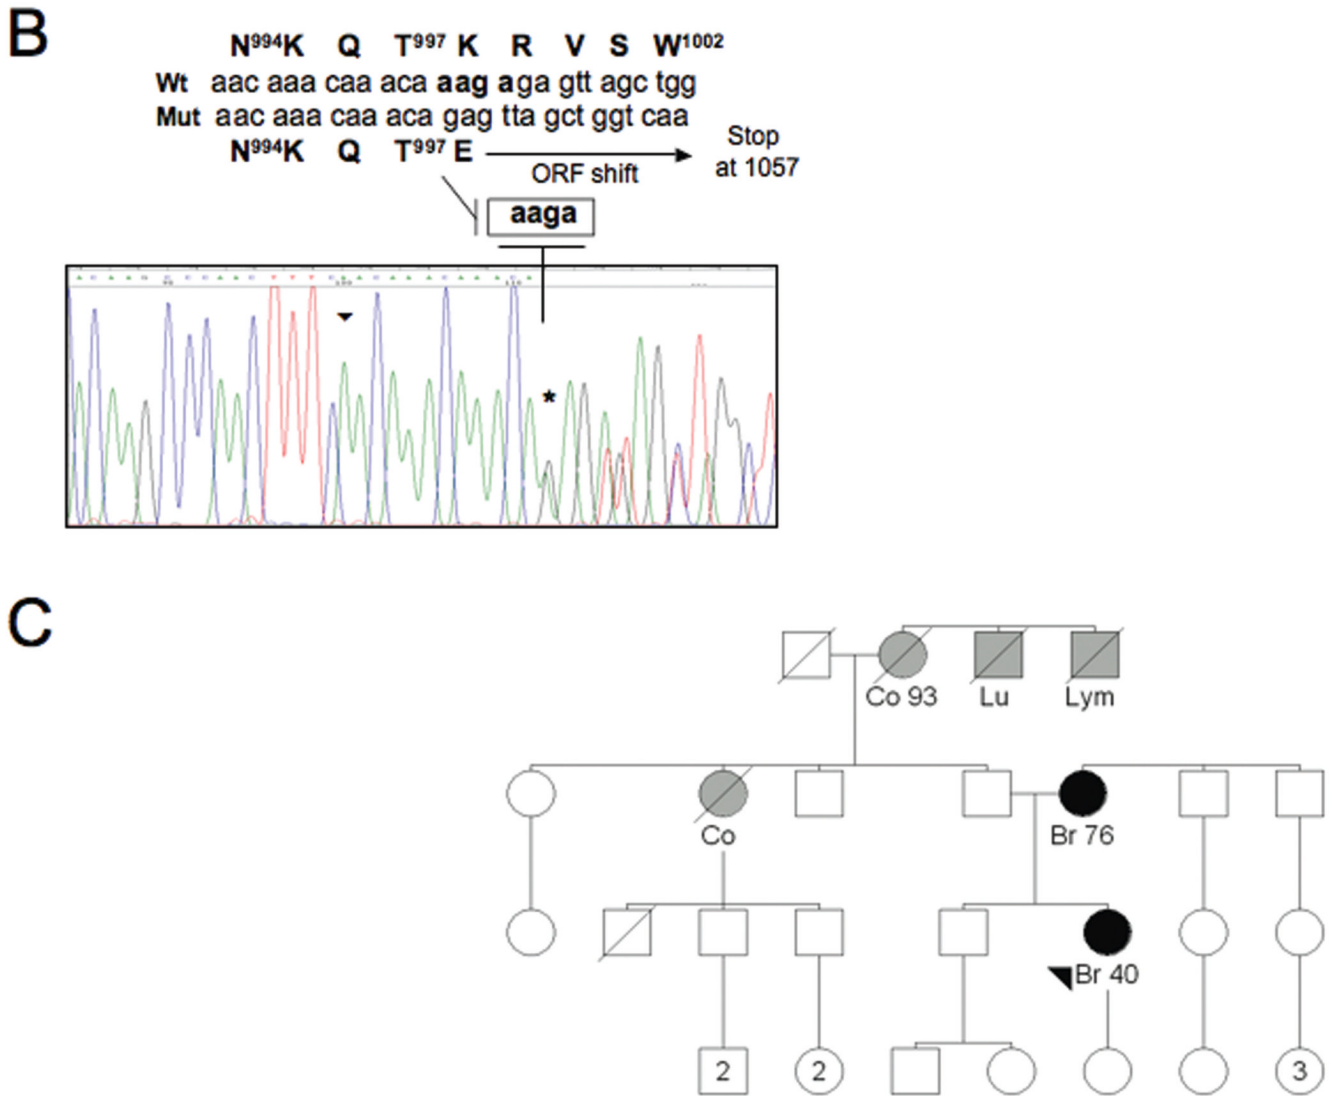 B
N994K Q T997 K R V S W1002
Wt aac aaa caa aca aag aga gtt agc tgg
Mut aac aaa caa aca gag tta gct ggt caa
N994K Q T997 E
ORF shift
Stop
at 1057
aaga
*
C
Co 93 Lu Lym
Co Br 76
Br 40
2 2 3